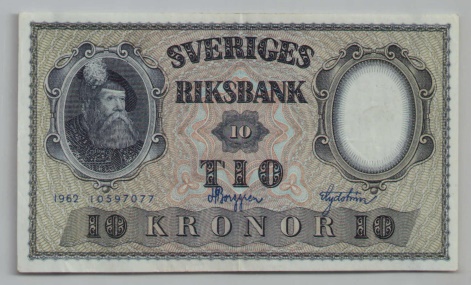 SVERIGES
RIKSBANK
10
TIO
1962 10597077
10 KRONOR 10